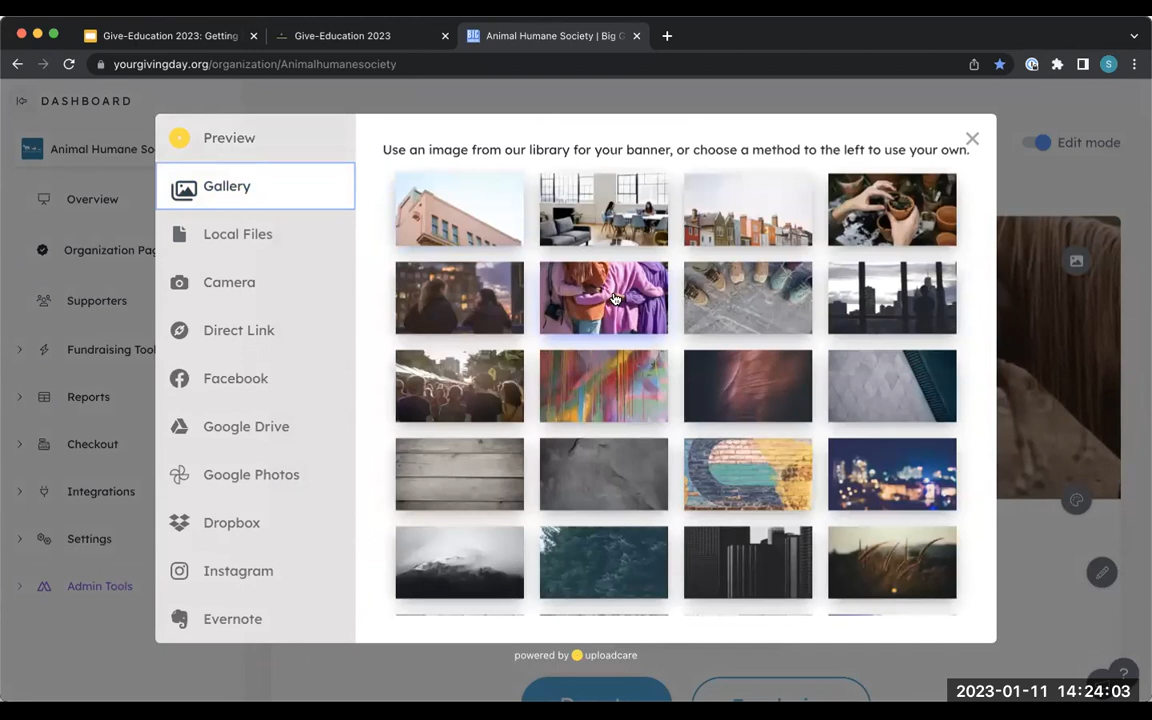 Give-Education 2023: Getting
Give-Education 2023
Animal Humane Society | Big G
yourgivingday.org/organization/Animalhumanesociety
S
DASHBOARD
Animal Humane So
Edit mode
Overview
Organization Pag
Supporters
Fundraising Tool
Reports
Checkout
Integrations
Settings
Admin Tools
Preview
Gallery
Local Files
Camera
Direct Link
Facebook
Google Drive
Google Photos
Dropbox
Instagram
Evernote
Use an image from our library for your banner, or choose a method to the left to use your own.
powered by uploadcare
?
2023-01-11 14:24:03